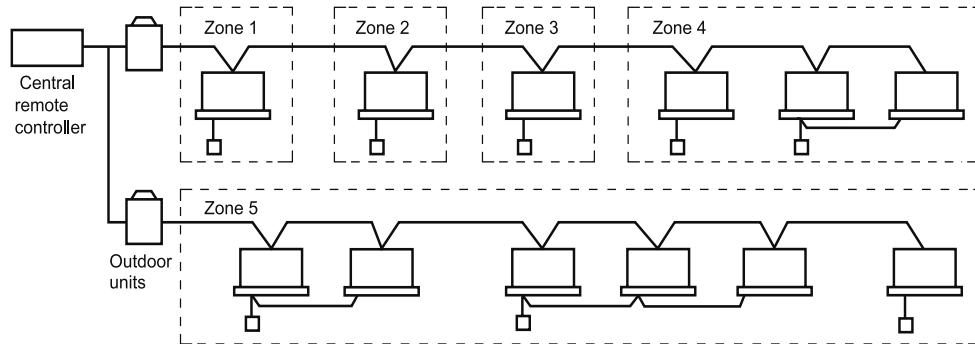 Zone 1
Zone 2
Zone 3
Zone 4
Central
remote
controller
Zone 5
Outdoor
units